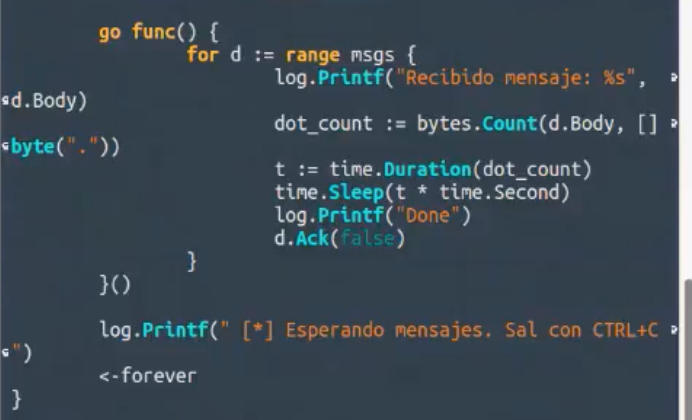 go func() {
for d := range msgs {
log.Printf("Recibido mensaje: %s",
d.Body)
dot_count := bytes.Count(d.Body, []
byte("."))
t := time.Duration(dot_count)
time.Sleep(t * time.Second)
log.Printf("Done")
d.Ack(false)
}
}()
log.Printf(" [*] Esperando mensajes. Sal con CTRL+C
")
<-forever
}